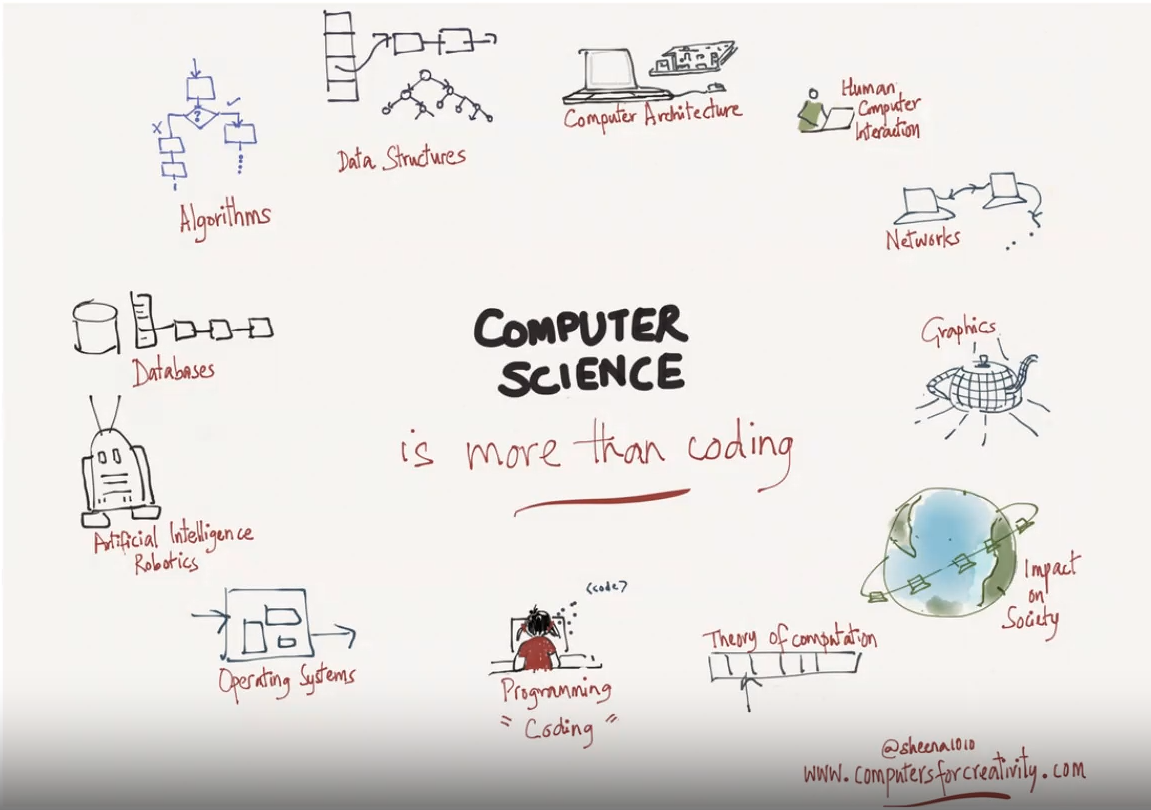 Data Structures
Computer Architecture
Human
Computer
Interaction
?
X
Algorithms
Networks
COMPUTER
SCIENCE
is more than coding
Graphics
Databases
Artificial Intelligence
Robotics
Impact
on
Society
<code>
Operating Systems
Programming
"Coding"
Theory of computation
@sheena1010
www.computersforcreativity.com